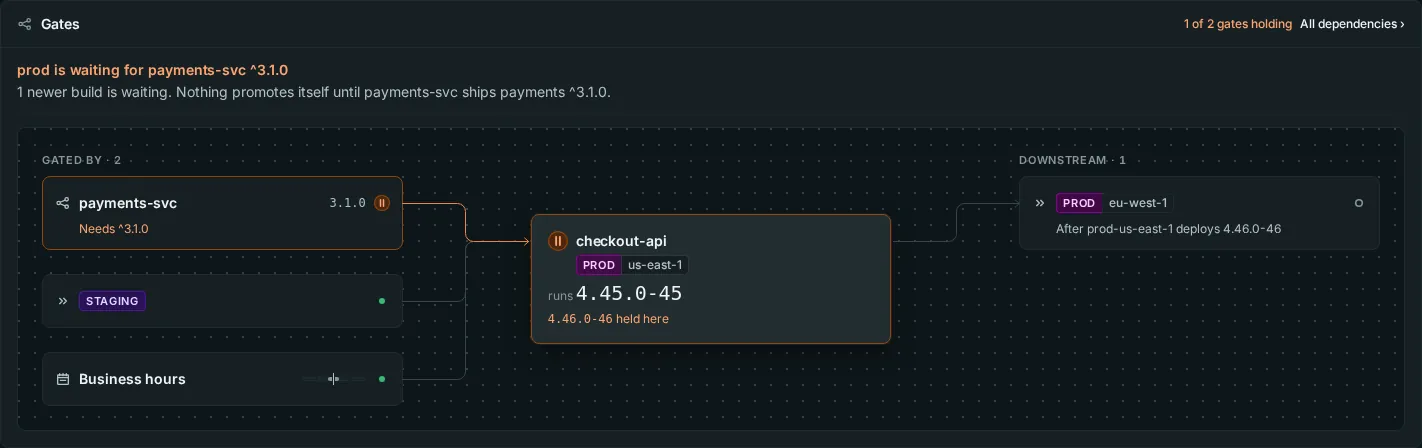 Gates
1 of 2 gates holding All dependencies ›
prod is waiting for payments-svc ^3.1.0
1 newer build is waiting. Nothing promotes itself until payments-svc ships payments ^3.1.0.
GATED BY · 2
payments-svc 3.1.0
Needs ^3.1.0
STAGING
Business hours
checkout-api
PROD us-east-1
runs 4.45.0-45
4.46.0-46 held here
DOWNSTREAM · 1
PROD eu-west-1
After prod-us-east-1 deploys 4.46.0-46